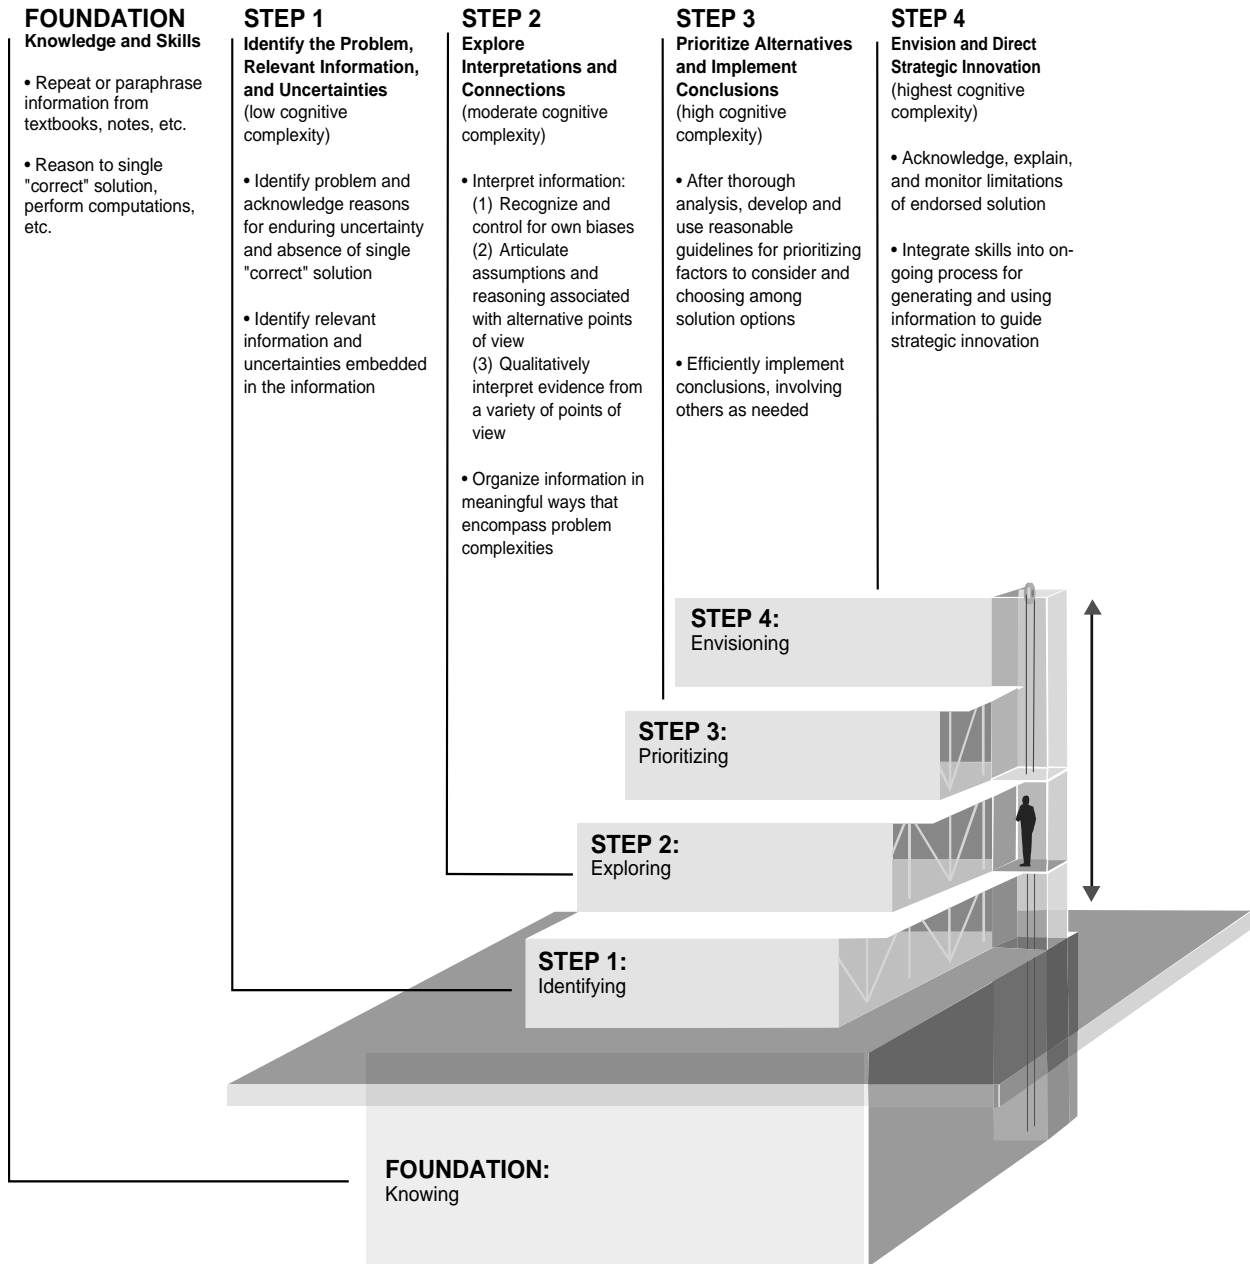 FOUNDATION
Knowledge and Skills
• Repeat or paraphrase
information from
textbooks, notes, etc.
• Reason to single
"correct" solution,
perform computations,
etc.
STEP 1
Identify the Problem,
Relevant Information,
and Uncertainties
(low cognitive
complexity)
• Identify problem and
acknowledge reasons
for enduring uncertainty
and absence of single
"correct" solution
• Identify relevant
information and
uncertainties embedded
in the information
STEP 2
Explore
Interpretations and
Connections
(moderate cognitive
complexity)
• Interpret information:
(1) Recognize and
control for own biases
(2) Articulate
assumptions and
reasoning associated
with alternative points
of view
(3) Qualitatively
interpret evidence from
a variety of points of
view
• Organize information in
meaningful ways that
encompass problem
complexities
STEP 3
Prioritize Alternatives
and Implement
Conclusions
(high cognitive
complexity)
• After thorough
analysis, develop and
use reasonable
guidelines for prioritizing
factors to consider and
choosing among
solution options
• Efficiently implement
conclusions, involving
others as needed
STEP 4
Envision and Direct
Strategic Innovation
(highest cognitive
complexity)
• Acknowledge, explain,
and monitor limitations
of endorsed solution
• Integrate skills into on-
going process for
generating and using
information to guide
strategic innovation
STEP 4:
Envisioning
STEP 3:
Prioritizing
STEP 2:
Exploring
STEP 1:
Identifying
FOUNDATION:
Knowing